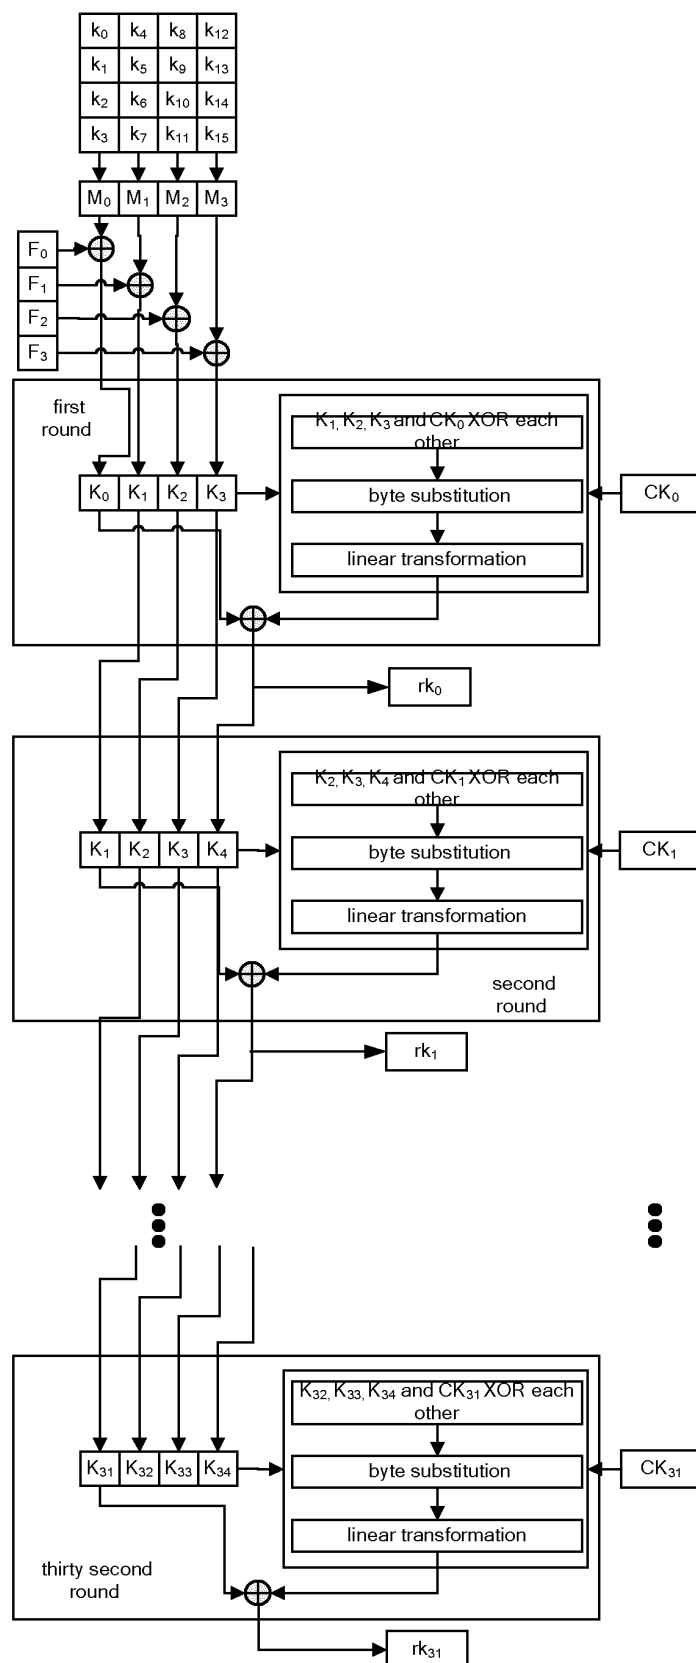 k₀ k₄ k₈ k₁₂
k₁ k₅ k₉ k₁₃
k₂ k₆ k₁₀ k₁₄
k₃ k₇ k₁₁ k₁₅
M₀ M₁ M₂ M₃
F₀
F₁
F₂
F₃
first
round
K₁, K₂, K₃ and CK₀ XOR each
other
K₀ K₁ K₂ K₃
byte substitution
CK₀
linear transformation
rk₀
K₂, K₃, K₄ and CK₁ XOR each
other
K₁ K₂ K₃ K₄
byte substitution
CK₁
linear transformation
second
round
rk₁
K₃₂, K₃₃, K₃₄ and CK₃₁ XOR each
other
K₃₁ K₃₂ K₃₃ K₃₄
byte substitution
CK₃₁
linear transformation
thirty second
round
rk₃₁